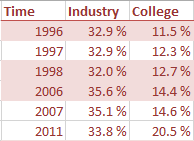 Time Industry College
1996 32.9 % 11.5 %
1997 32.9 % 12.3 %
1998 32.0 % 12.7 %
2006 35.6 % 14.4 %
2007 35.1 % 14.6 %
2011 33.8 % 20.5 %